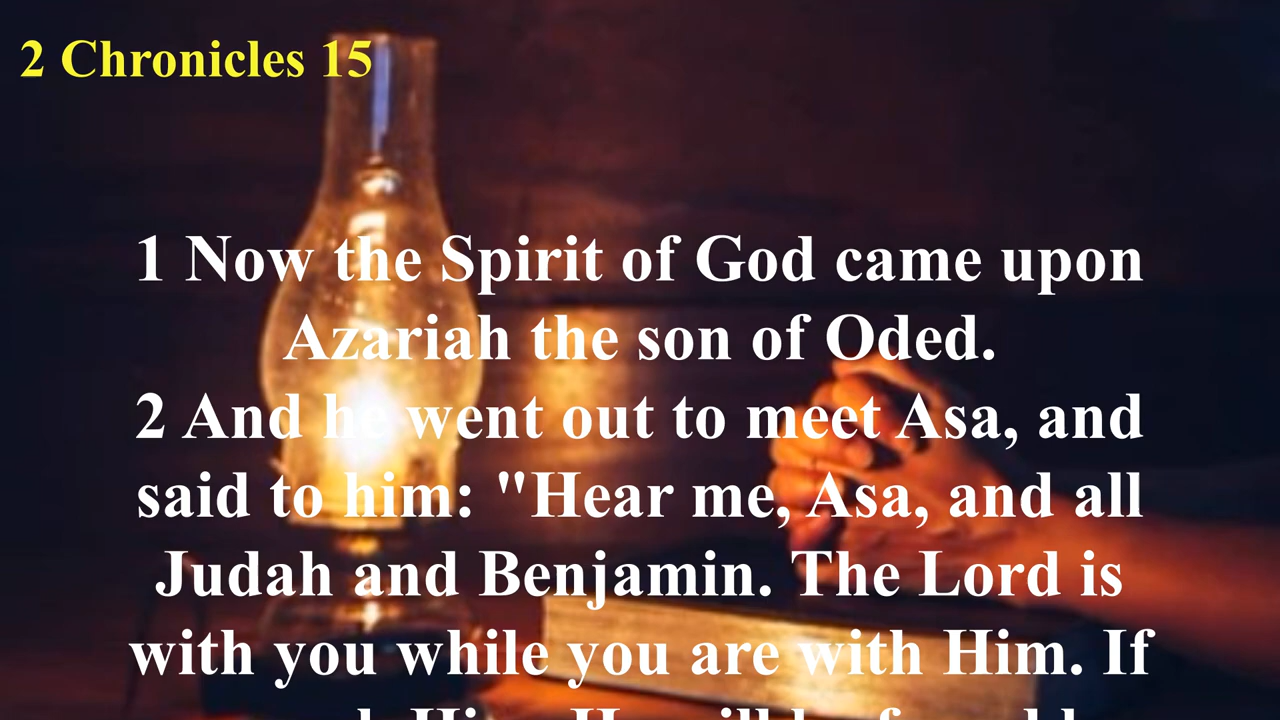 2 Chronicles 15
1 Now the Spirit of God came upon
Azariah the son of Oded.
2 And he went out to meet Asa, and
said to him: "Hear me, Asa, and all
Judah and Benjamin. The Lord is
with you while you are with Him. If